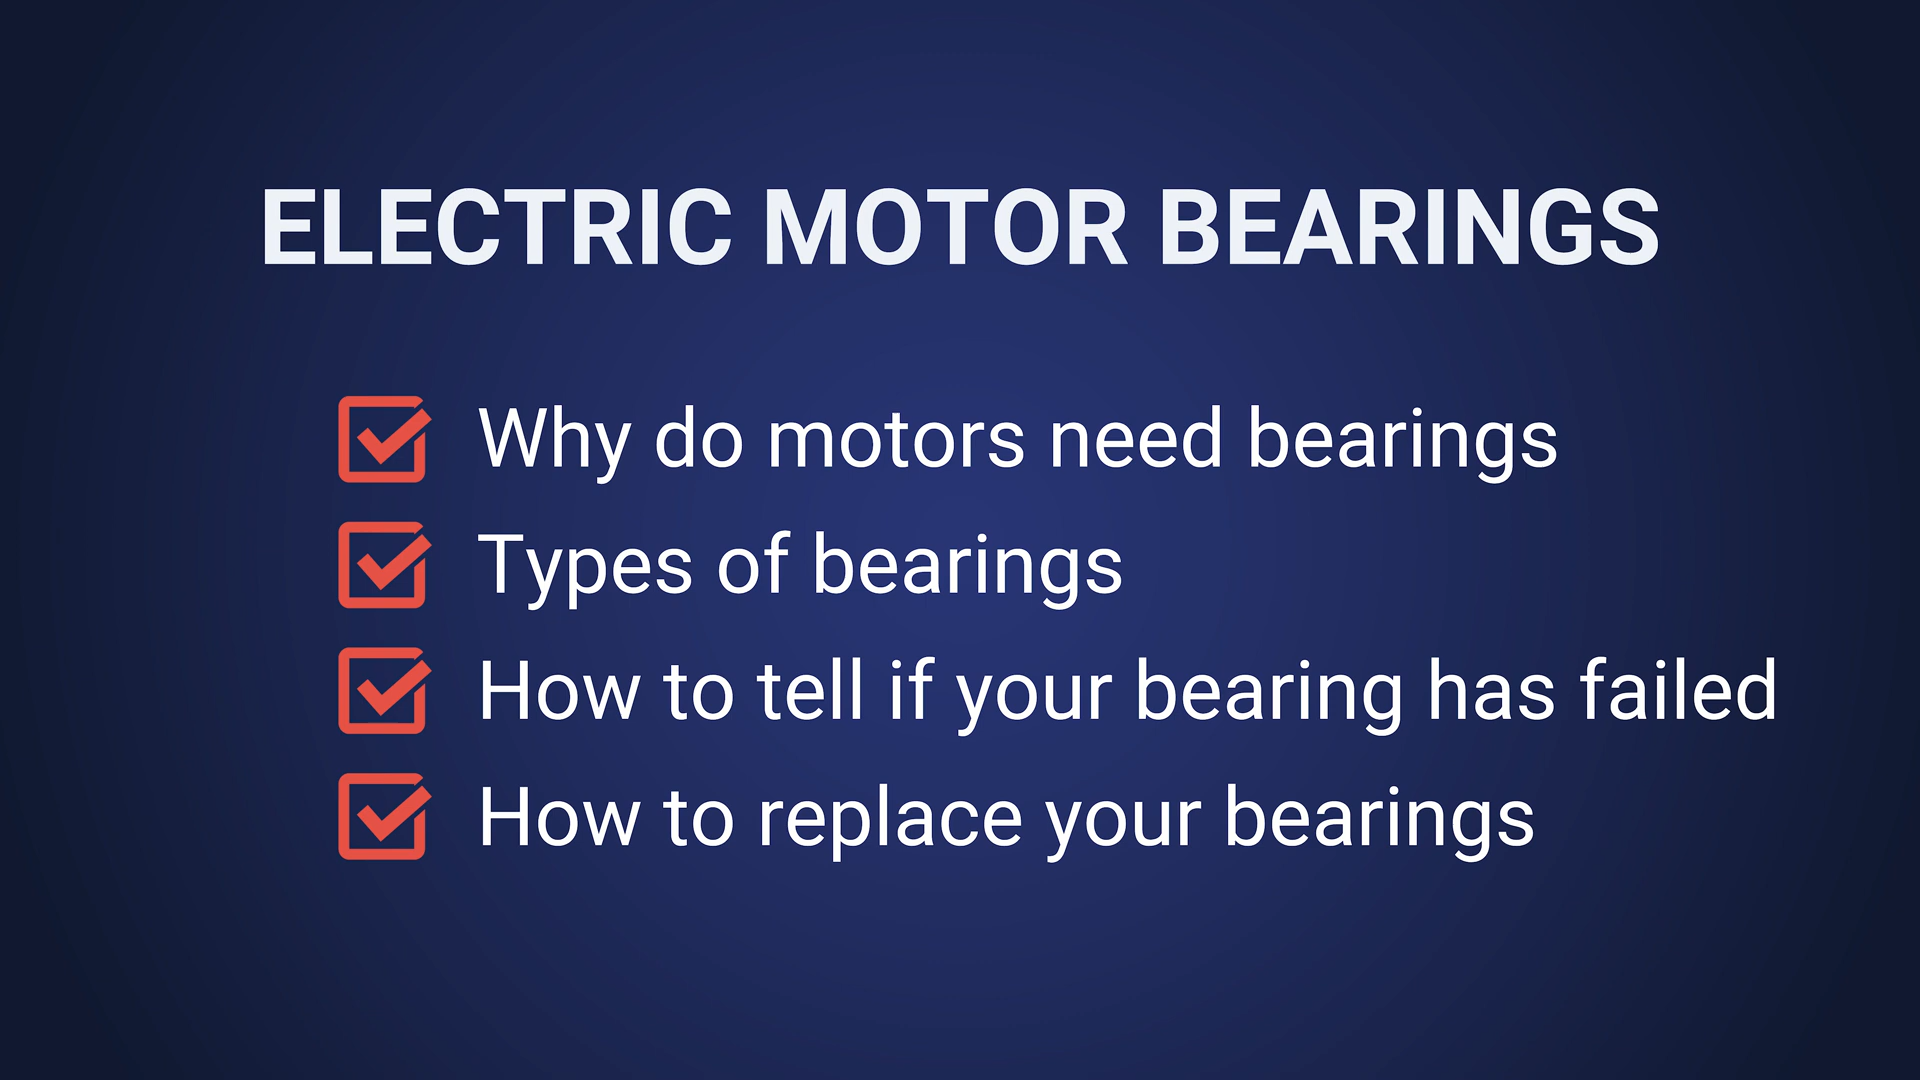 ELECTRIC MOTOR BEARINGS
Why do motors need bearings
Types of bearings
How to tell if your bearing has failed
How to replace your bearings